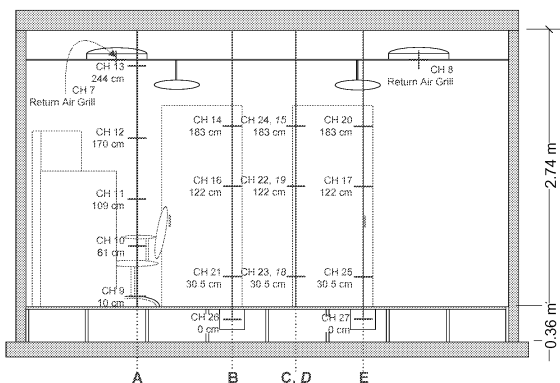 CH 13
244 cm
CH 7
Return Air Grill
CH 8
Return Air Grill
CH 12
170 cm
CH 14
183 cm
CH 24, 15
183 cm
CH 20
183 cm
CH 11
109 cm
CH 16
122 cm
CH 22, 19
122 cm
CH 17
122 cm
CH 10
61 cm
CH 21
30.5 cm
CH 23, 18
30.5 cm
CH 25
30.5 cm
CH 9
10 cm
CH 26
0 cm
CH 27
0 cm
2.74 m
0.36 m
A
B
C, D
E